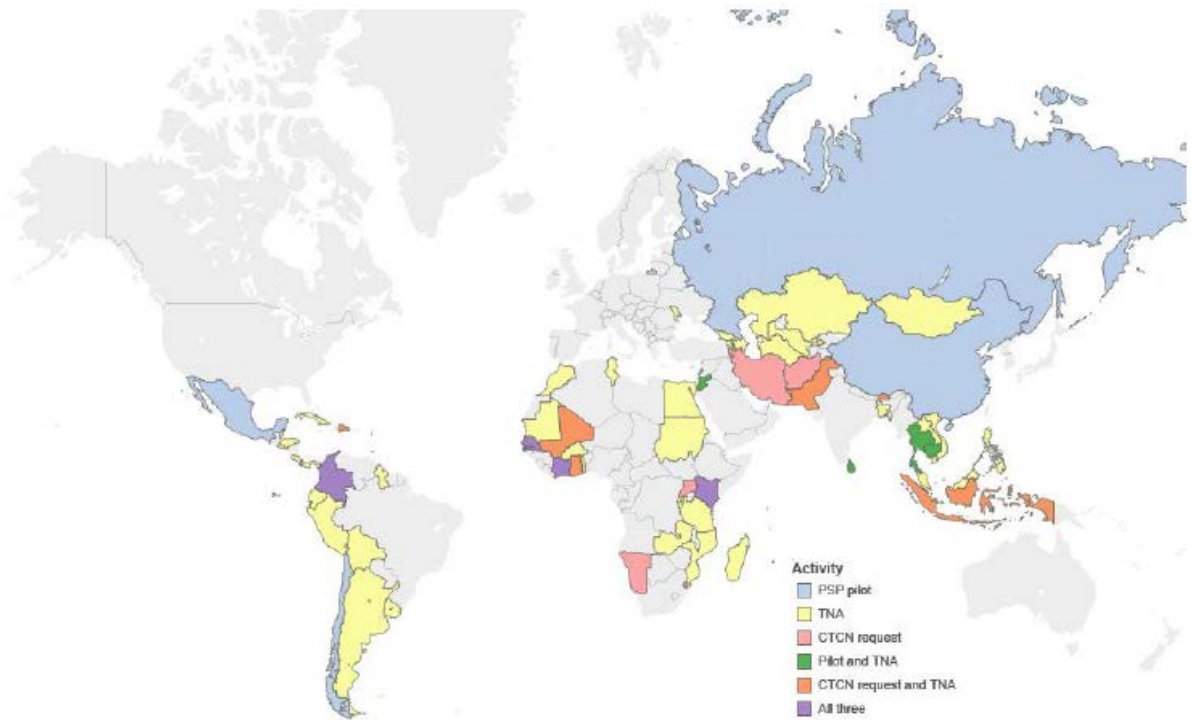 Activity
PSP pilot
TNA
CTCN request
Pilot and TNA
CTCN request and TNA
All three